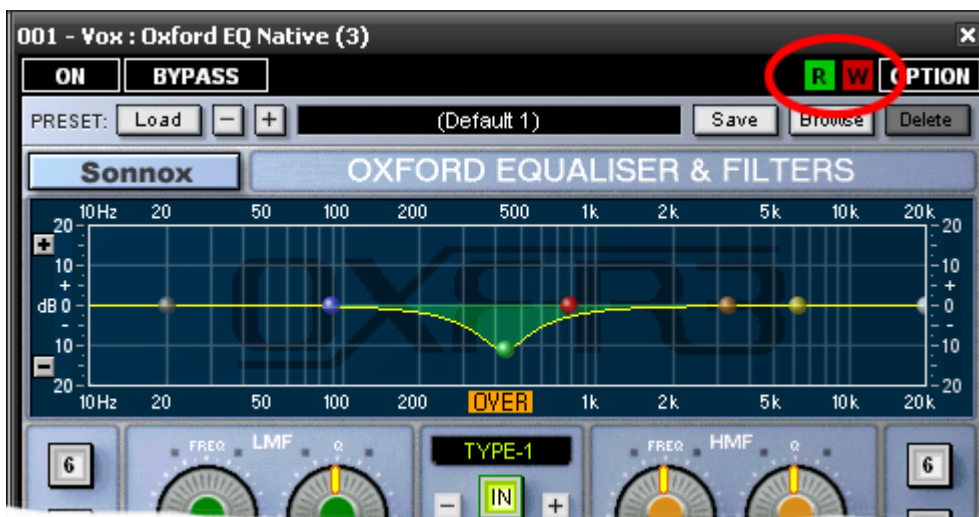 001 - Vox : Oxford EQ Native (3) x
ON BYPASS R W OPTION
PRESET: Load - + (Default 1) Save Browse Delete
Sonnox OXFORD EQUALISER & FILTERS
10Hz 20 50 100 200 500 1k 2k 5k 10k 20k
20 20
+
10 10
+ +
dB 0 0
- -
10 10
-
20 20
10Hz 20 50 100 200 OVER 1k 2k 5k 10k 20k
OXFR3
FREQ LMF Q TYPE-1 FREQ HMF Q
6 6
- IN +